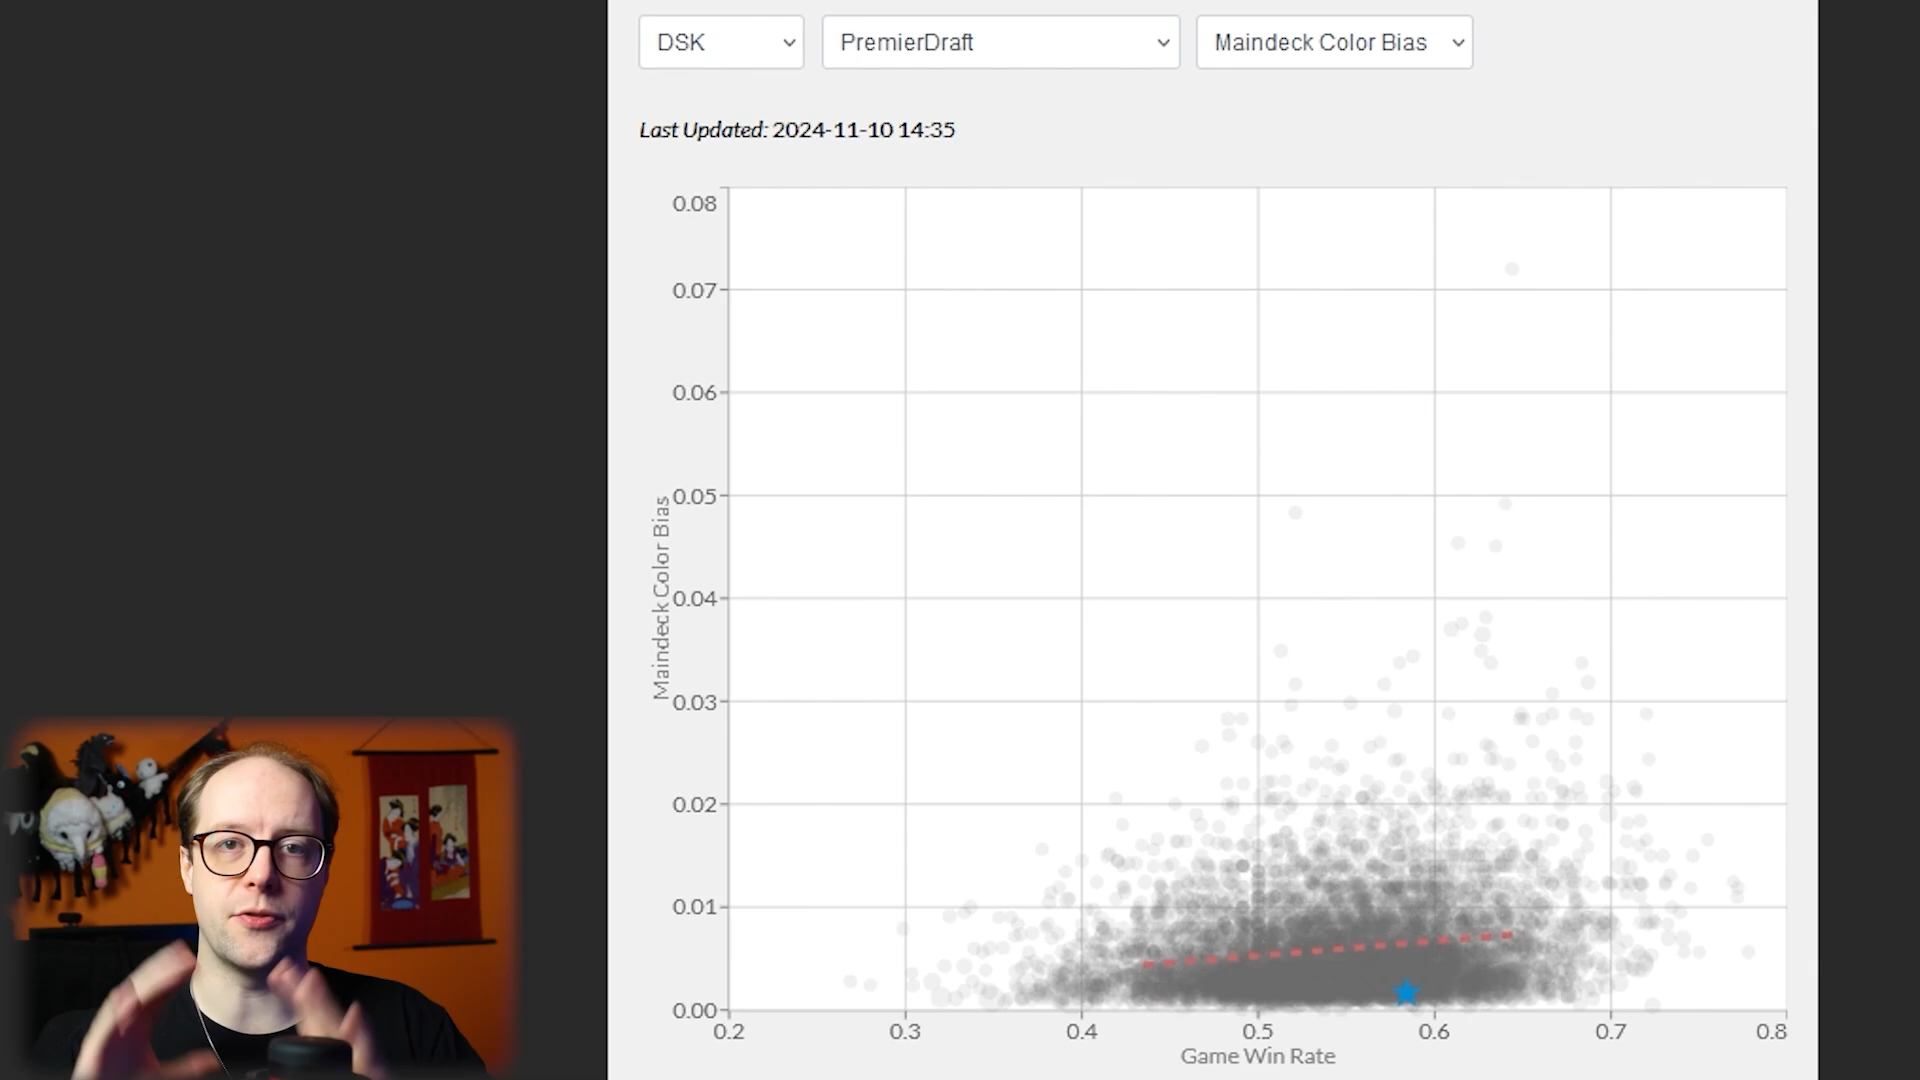 DSK
PremierDraft
Maindeck Color Bias
Last Updated: 2024-11-10 14:35
0.08
0.07
0.06
0.05
0.04
0.03
0.02
0.01
0.00
Maindeck Color Bias
0.2
0.3
0.4
0.5
0.6
0.7
0.8
Game Win Rate